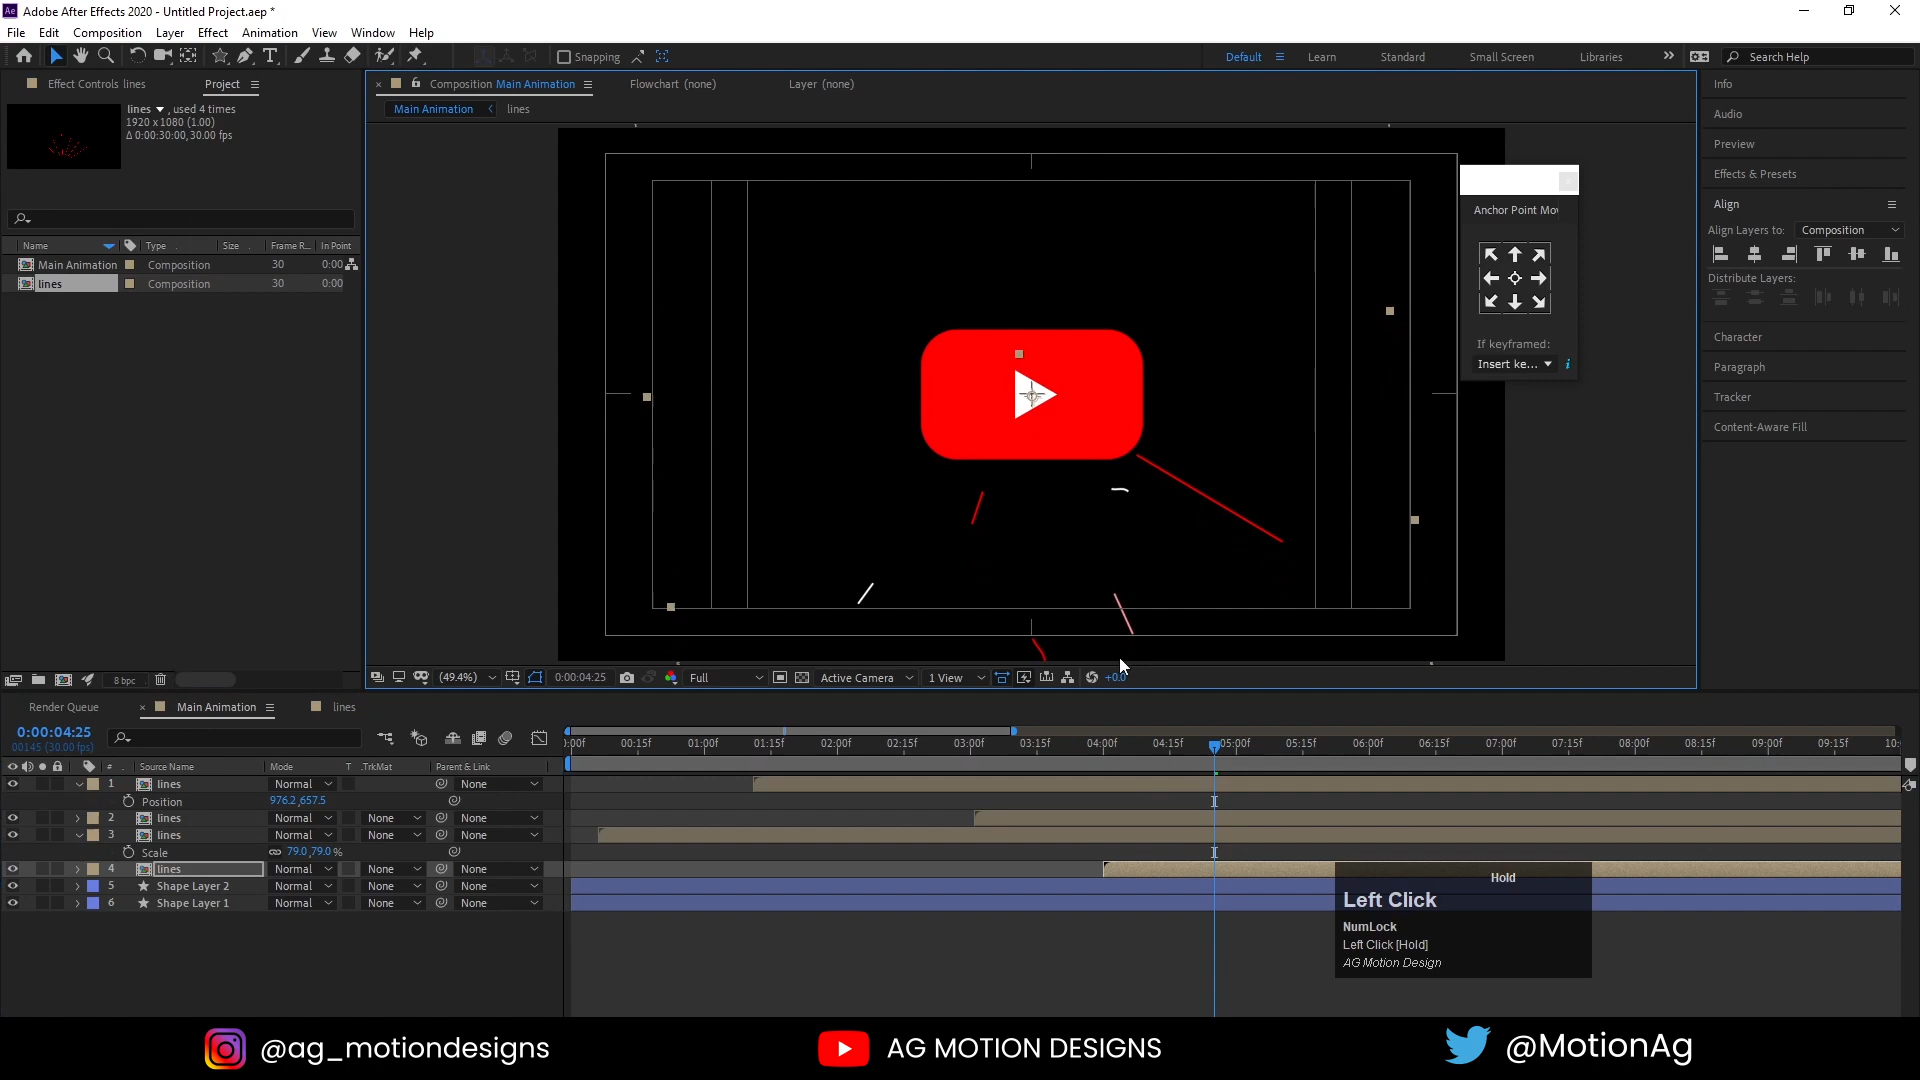 Adobe After Effects 2020 - Untitled Project.aep *
File Edit Composition Layer Effect Animation View Window Help
Snapping
Default Learn Standard Small Screen Libraries Search Help
Effect Controls lines Project
lines , used 4 times
1920 x1080 (1.00)
Δ 0:00:30:00, 30.00 fps
Name Type Size Frame R... In Point
Main Animation Composition 30 0:00
lines Composition 30 0:00
8 bpc
Composition Main Animation Flowchart (none) Layer (none)
Main Animation lines
Anchor Point Mov
If keyframed:
Insert ke...
(49.4%) 0:00:04:25 Full Active Camera 1 View +0.0
Info
Audio
Preview
Effects & Presets
Align
Align Layers to: Composition
Distribute Layers:
Character
Paragraph
Tracker
Content-Aware Fill
Render Queue Main Animation lines
0:00:04:25
00145 (30.00 fps)
:00f 00:15f 01:00f 01:15f 02:00f 02:15f 03:00f 03:15f 04:00f 04:15f 05:00f 05:15f 06:00f 06:15f 07:00f 07:15f 08:00f 08:15f 09:00f 09:15f 10:
# Source Name Mode T .TrkMat Parent & Link
1 lines Normal None
Position 976.2,657.5
2 lines Normal None None
3 lines Normal None None
Scale 79.0,79.0%
4 lines Normal None None
5 Shape Layer 2 Normal None None
6 Shape Layer 1 Normal None None
Hold
Left Click
NumLock
Left Click [Hold]
AG Motion Design
@ag_motiondesigns AG MOTION DESIGNS @MotionAg